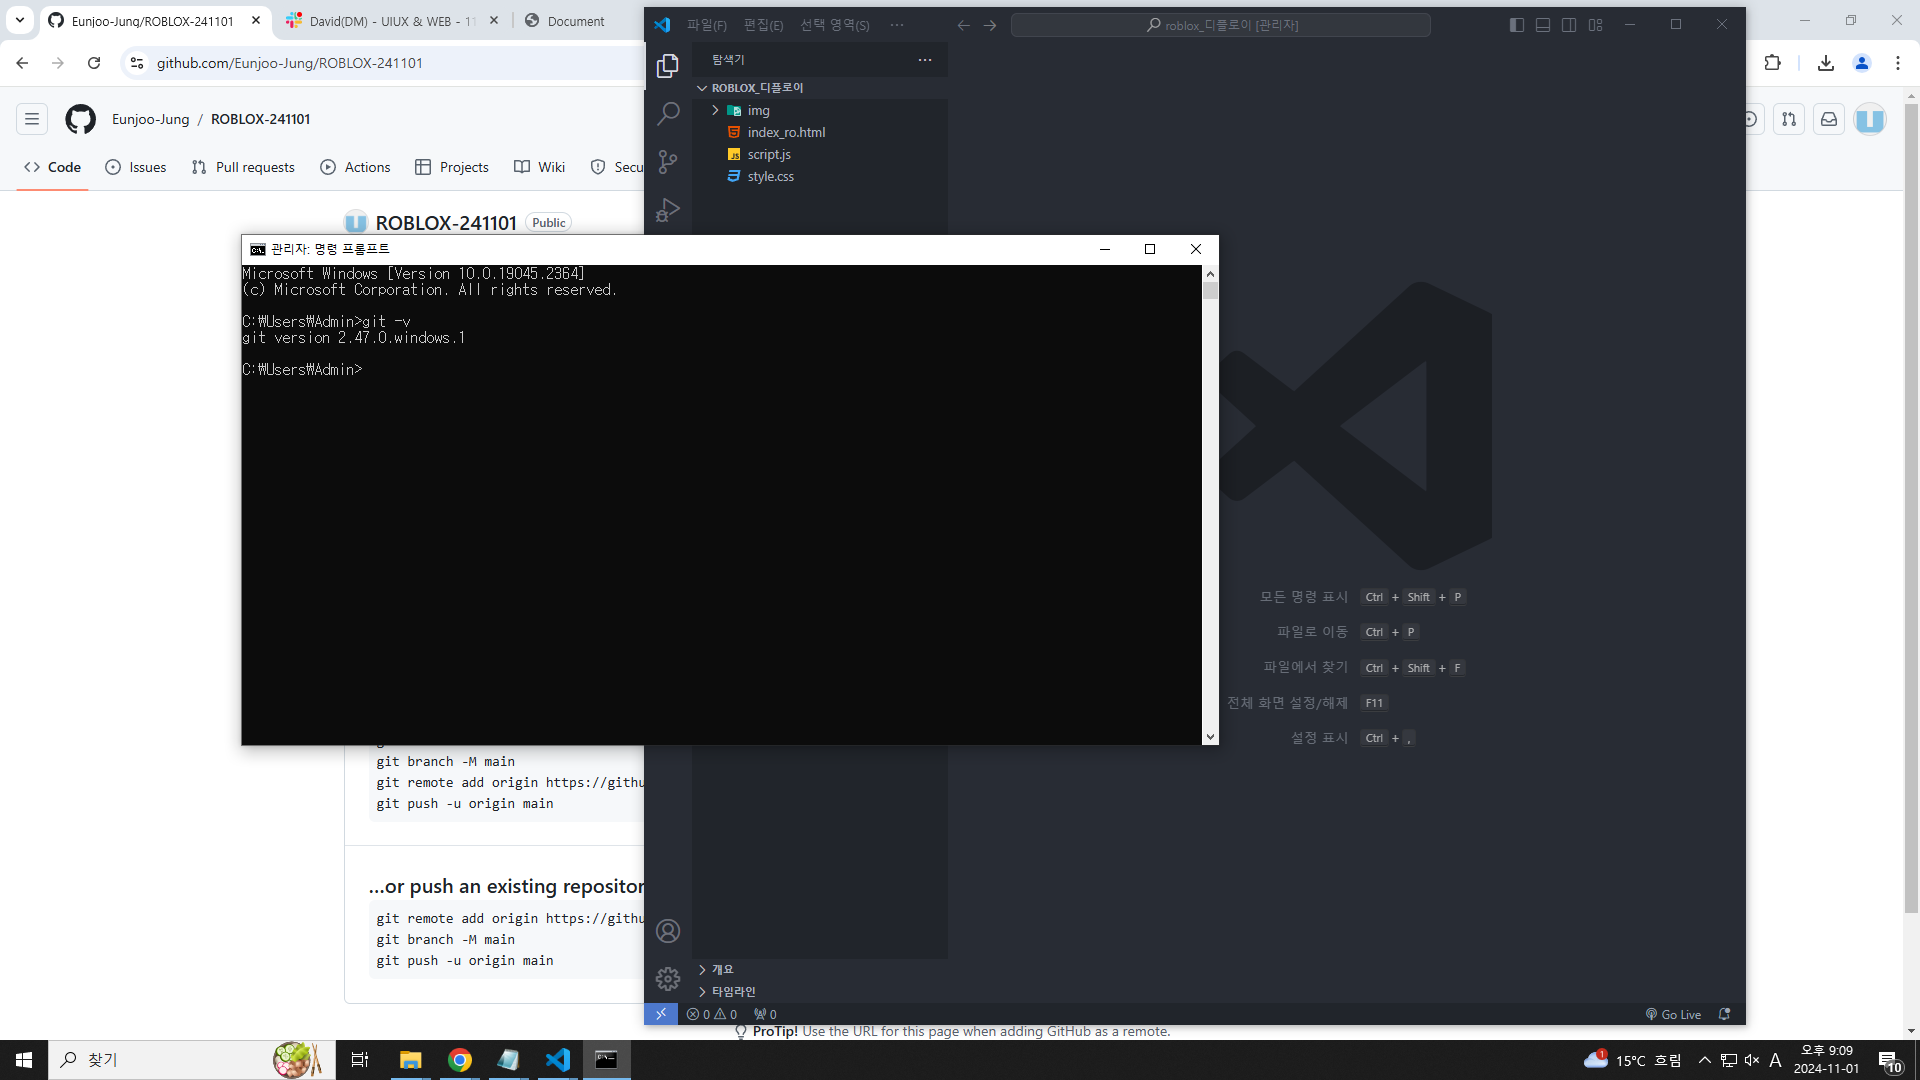 Eunjoo-Jung/ROBLOX-241101
David(DM) - UIUX & WEB - 11
Document
github.com/Eunjoo-Jung/ROBLOX-241101
Eunjoo-Jung / ROBLOX-241101
Code
Issues
Pull requests
Actions
Projects
Wiki
Secu
ROBLOX-241101
Public
파일(F)
편집(E)
선택 영역(S)
roblox_디플로이 [관리자]
탐색기
ROBLOX_디플로이
img
index_ro.html
script.js
style.css
관리자: 명령 프롬프트
Microsoft Windows [Version 10.0.19045.2364]
(c) Microsoft Corporation. All rights reserved.
C:₩Users₩Admin>git -v
git version 2.47.0.windows.1
C:₩Users₩Admin>
모든 명령 표시 Ctrl + Shift + P
파일로 이동 Ctrl + P
파일에서 찾기 Ctrl + Shift + F
전체 화면 설정/해제 F11
설정 표시 Ctrl + ,
git branch -M main
git remote add origin https://githu
git push -u origin main
...or push an existing repositor
git remote add origin https://githu
git branch -M main
git push -u origin main
개요
타임라인
0 0 0
Go Live
ProTip! Use the URL for this page when adding GitHub as a remote.
찾기
1
15°C 흐림
A
오후 9:09
2024-11-01
10